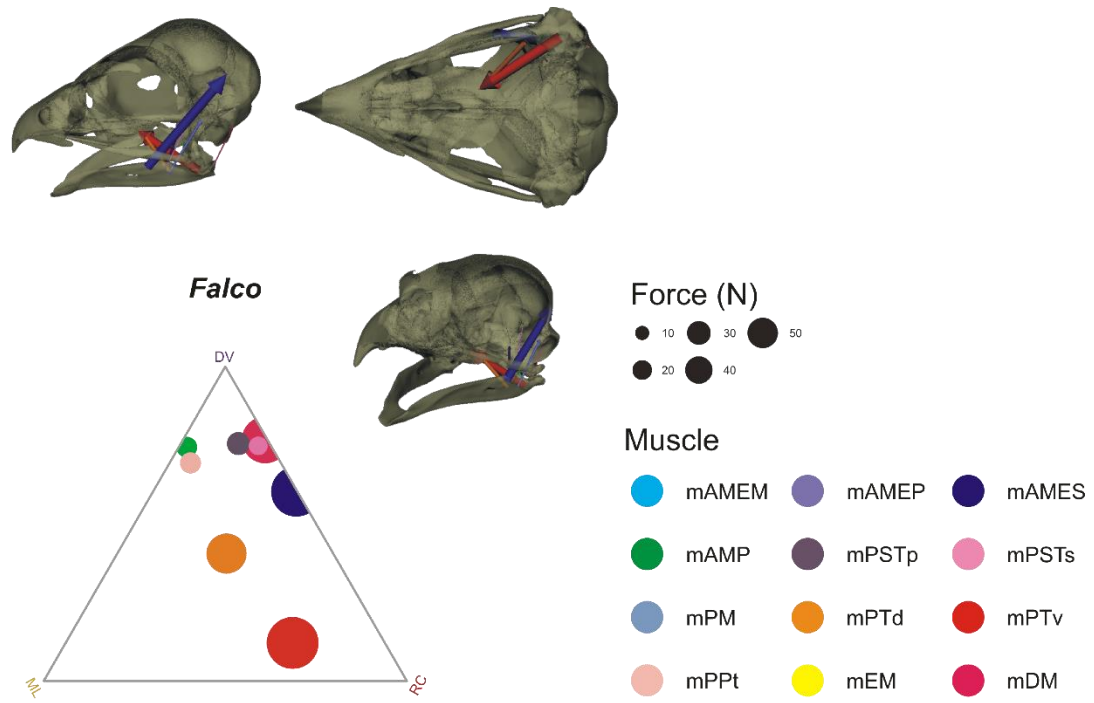 Falco
DV
ML
RC
Force (N)
10 30 50
20 40
Muscle
mAMEM mAMEP mAMES
mAMP mPSTp mPSTs
mPM mPTd mPTv
mPPt mEM mDM